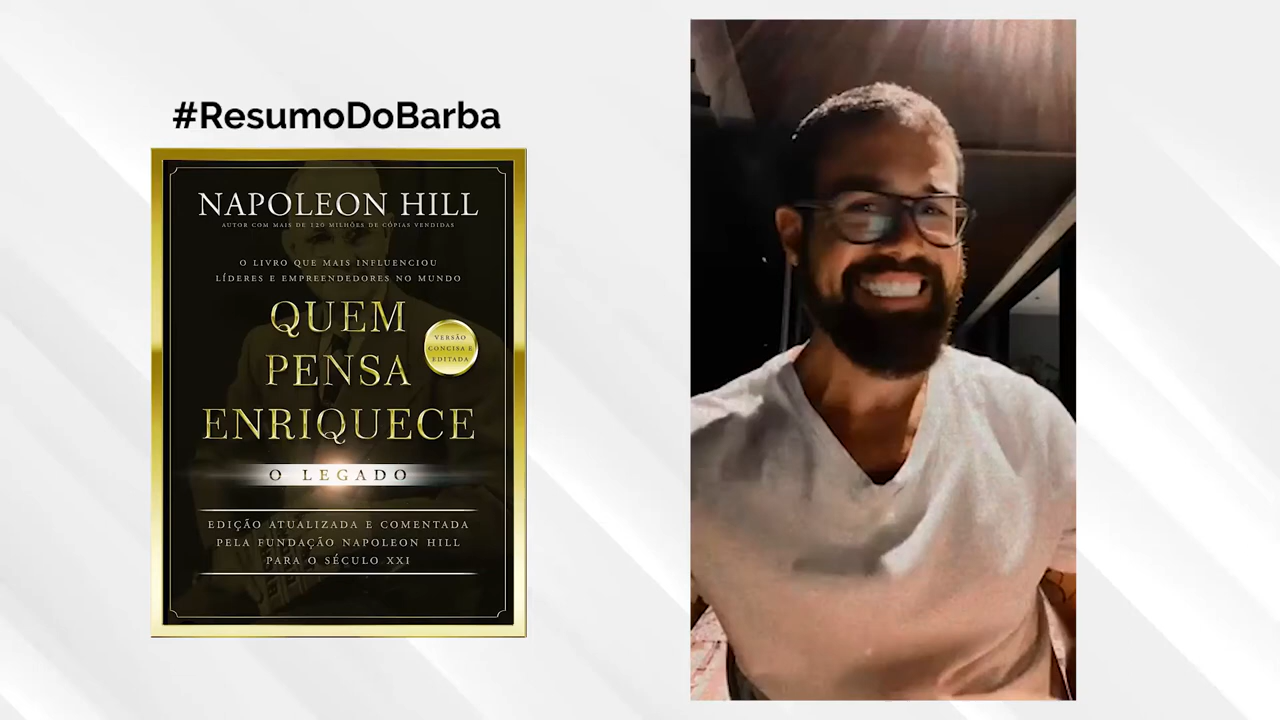 #ResumoDoBarba
NAPOLEON HILL
AUTOR COM MAIS DE 120 MILHÕES DE CÓPIAS VENDIDAS
O LIVRO QUE MAIS INFLUENCIOU
LÍDERES E EMPREENDEDORES NO MUNDO
QUEM
PENSA
ENRIQUECE
VERSÃO
CONCISA E
EDITADA
O LEGADO
EDIÇÃO ATUALIZADA E COMENTADA
PELA FUNDAÇÃO NAPOLEON HILL
PARA O SÉCULO XXI